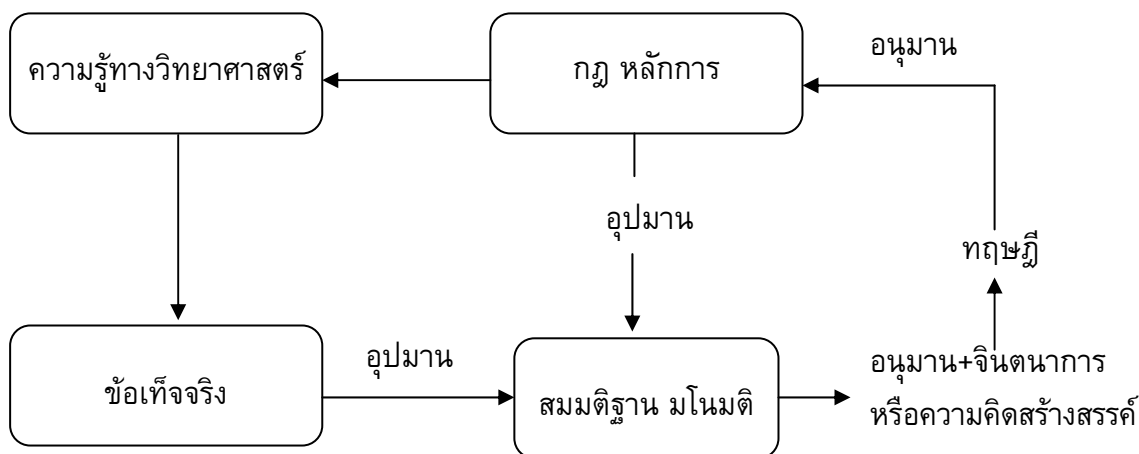 ความรู้ทางวิทยาศาสตร์
กฎ หลักการ
อนุมาน
อุปมาน
ทฤษฎี
ข้อเท็จจริง
อุปมาน
สมมติฐาน มโนมติ
อนุมาน+จินตนาการ
หรือความคิดสร้างสรรค์